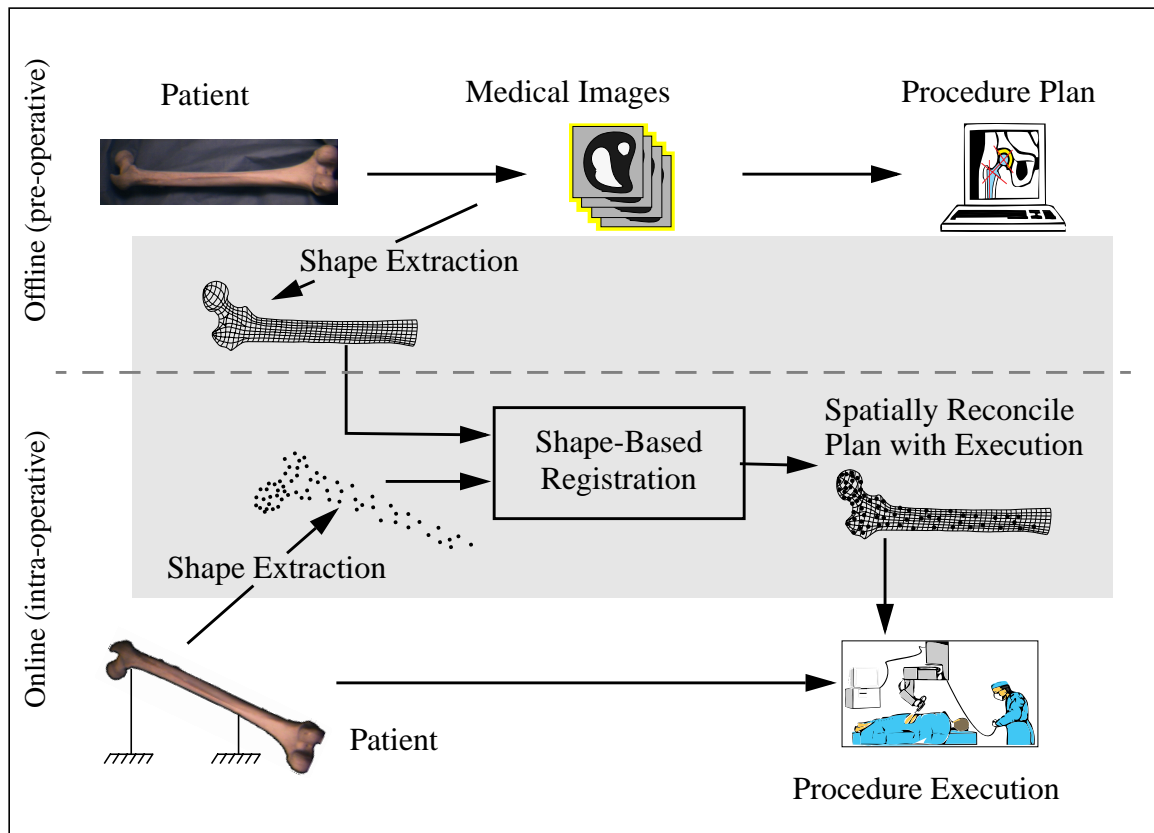 Offline (pre-operative)
Patient
Medical Images
Procedure Plan
Shape Extraction
Online (intra-operative)
Shape-Based
Registration
Spatially Reconcile
Plan with Execution
Shape Extraction
Patient
Procedure Execution